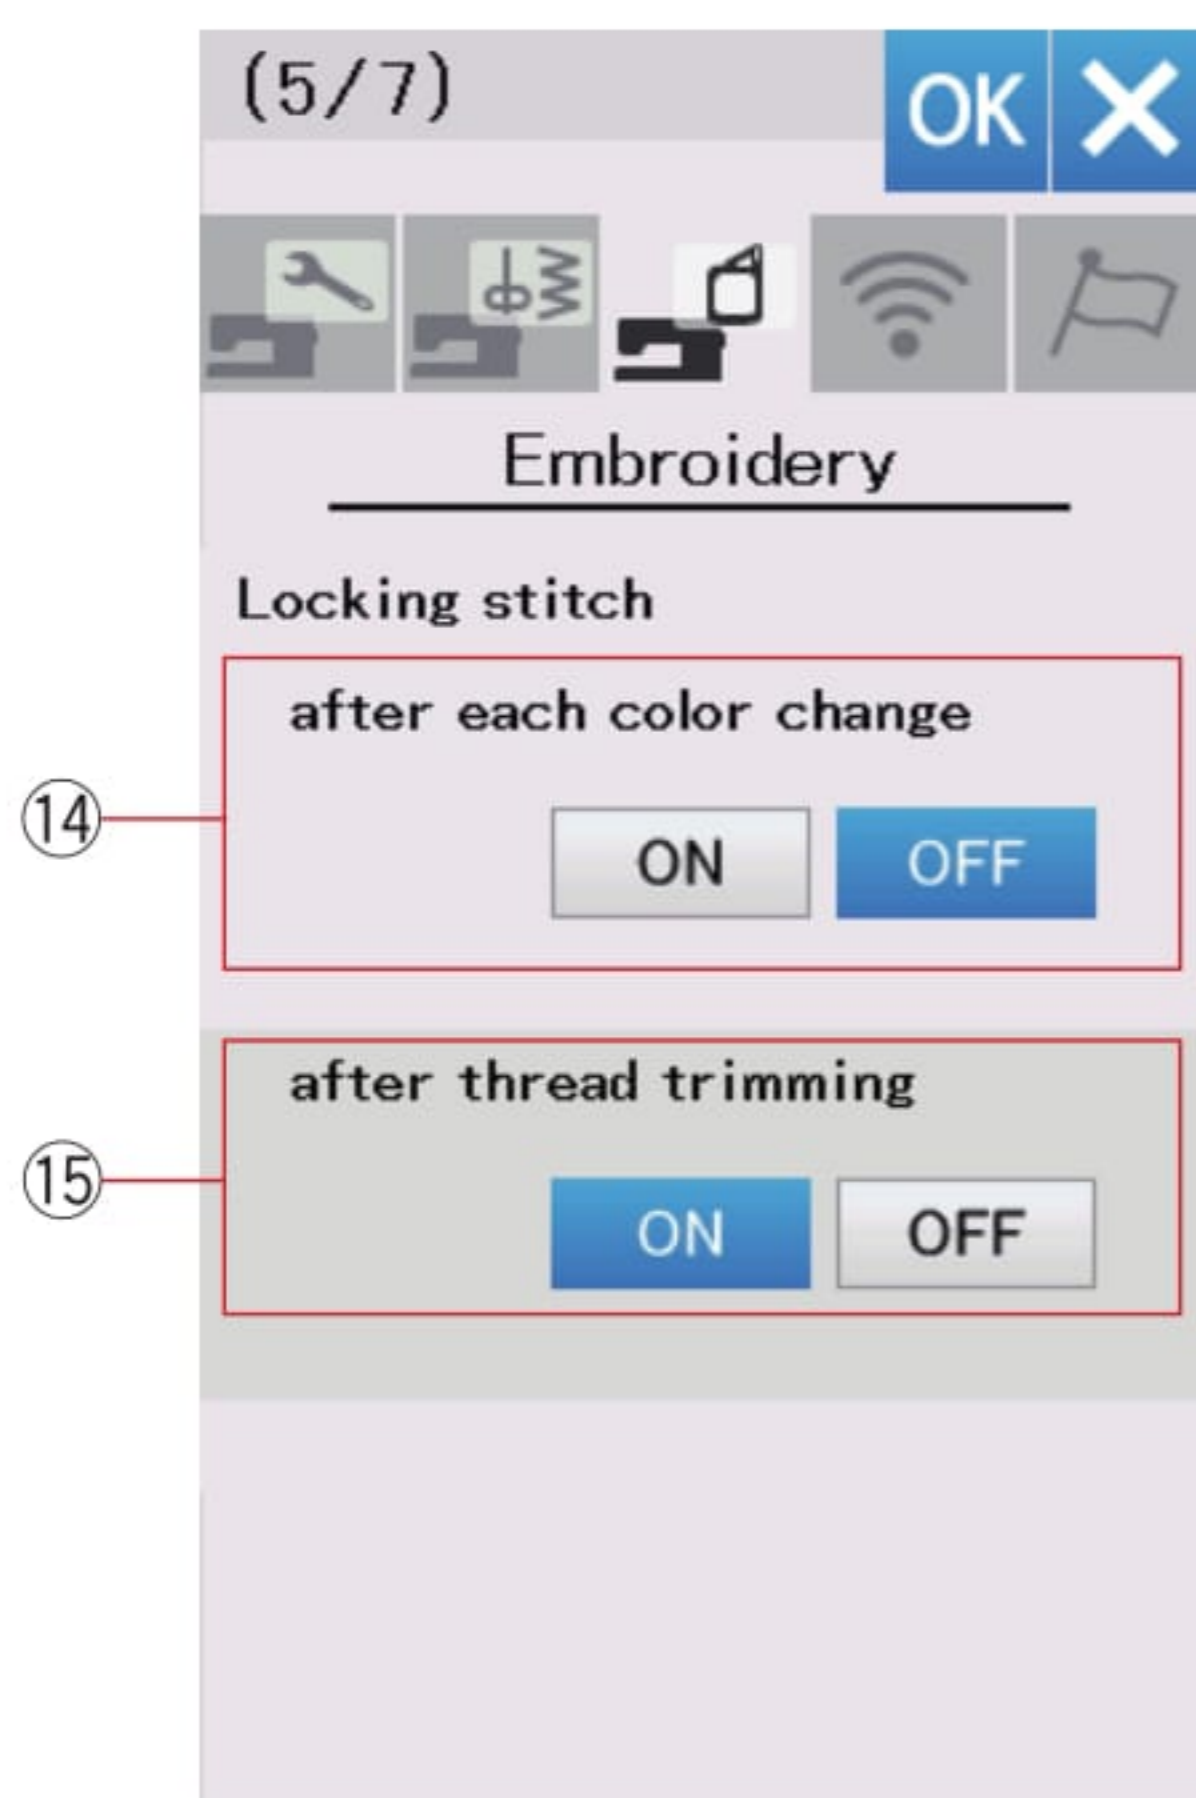 (5/7) OK X
Embroidery
Locking stitch
after each color change
⑭
ON OFF
after thread trimming
⑮
ON OFF